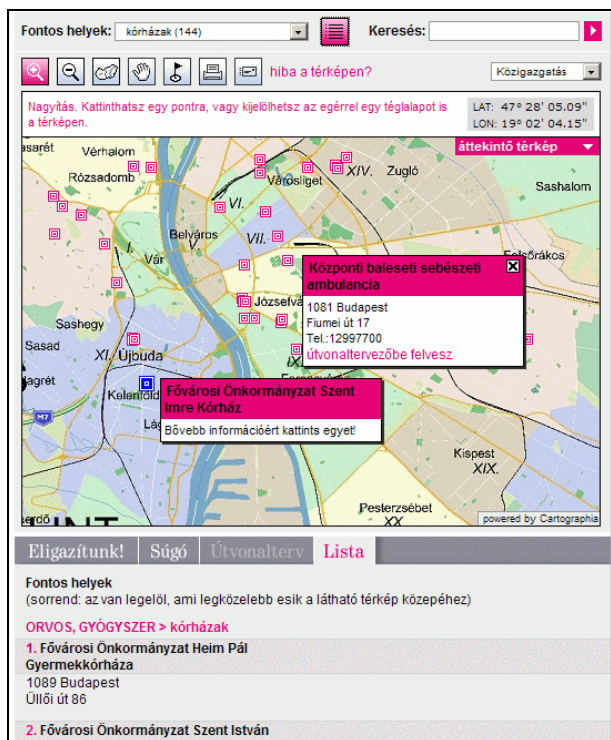 Fontos helyek: kórházak (144) Keresés:
hiba a térképen? Közigazgatás
Nagyítás. Kattinthatsz egy pontra, vagy kijelölhetsz az egérrel egy téglalapot is
a térképen.
LAT: 47° 28' 05.09"
LON: 19° 02' 04.15"
áttekintő térkép
asarét
Vérhalom
Rózsadomb
Városliget
XIV.
Zugló
Sashalom
VI.
Belváros
V.
VII.
I.
Vár
Felsőrákos
Központi baleseti sebészeti
ambulancia
1081 Budapest
Fiumei út 17
Tel.:12997700
útvonaltervezőbe felvesz
Józsefvá
Sashegy
Sasad
XI.
Újbuda
IX.
agrét
Kelenföld
Fővárosi Önkormányzat Szent
Imre Kórház
Bővebb információért kattints egyet!
M7
Lág
Kispest
XIX.
Pesterzsébet
XX
powered by Cartographia
Eligazítunk! Súgó Útvonalterv Lista
Fontos helyek
(sorrend: az van legelöl, ami legközelebb esik a látható térkép közepéhez)
ORVOS, GYÓGYSZER > kórházak
1. Fővárosi Önkormányzat Heim Pál
Gyermekkórháza
1089 Budapest
Üllői út 86
2. Fővárosi Önkormányzat Szent István